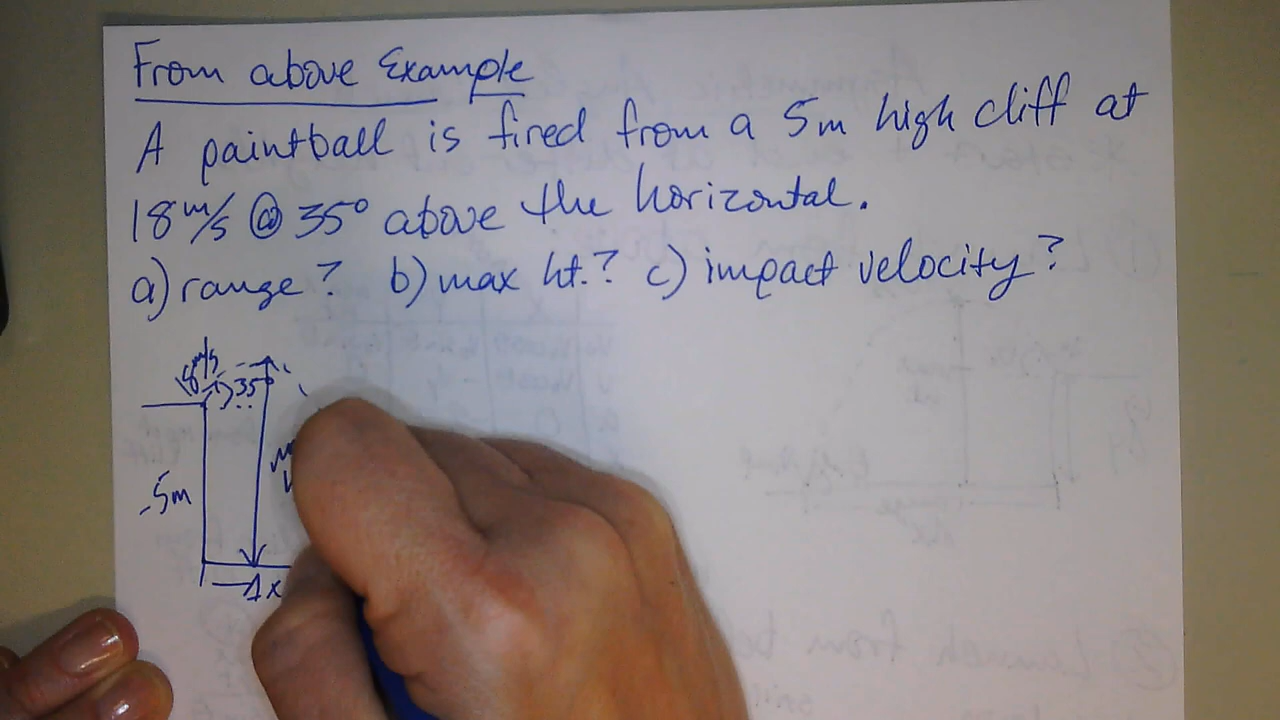 From above Example
A paintball is fired from a 5m high cliff at
18 m/s @ 35° above the horizontal.
a) range? b) max ht.? c) impact velocity?
18 m/s
35°
-5m
Δx